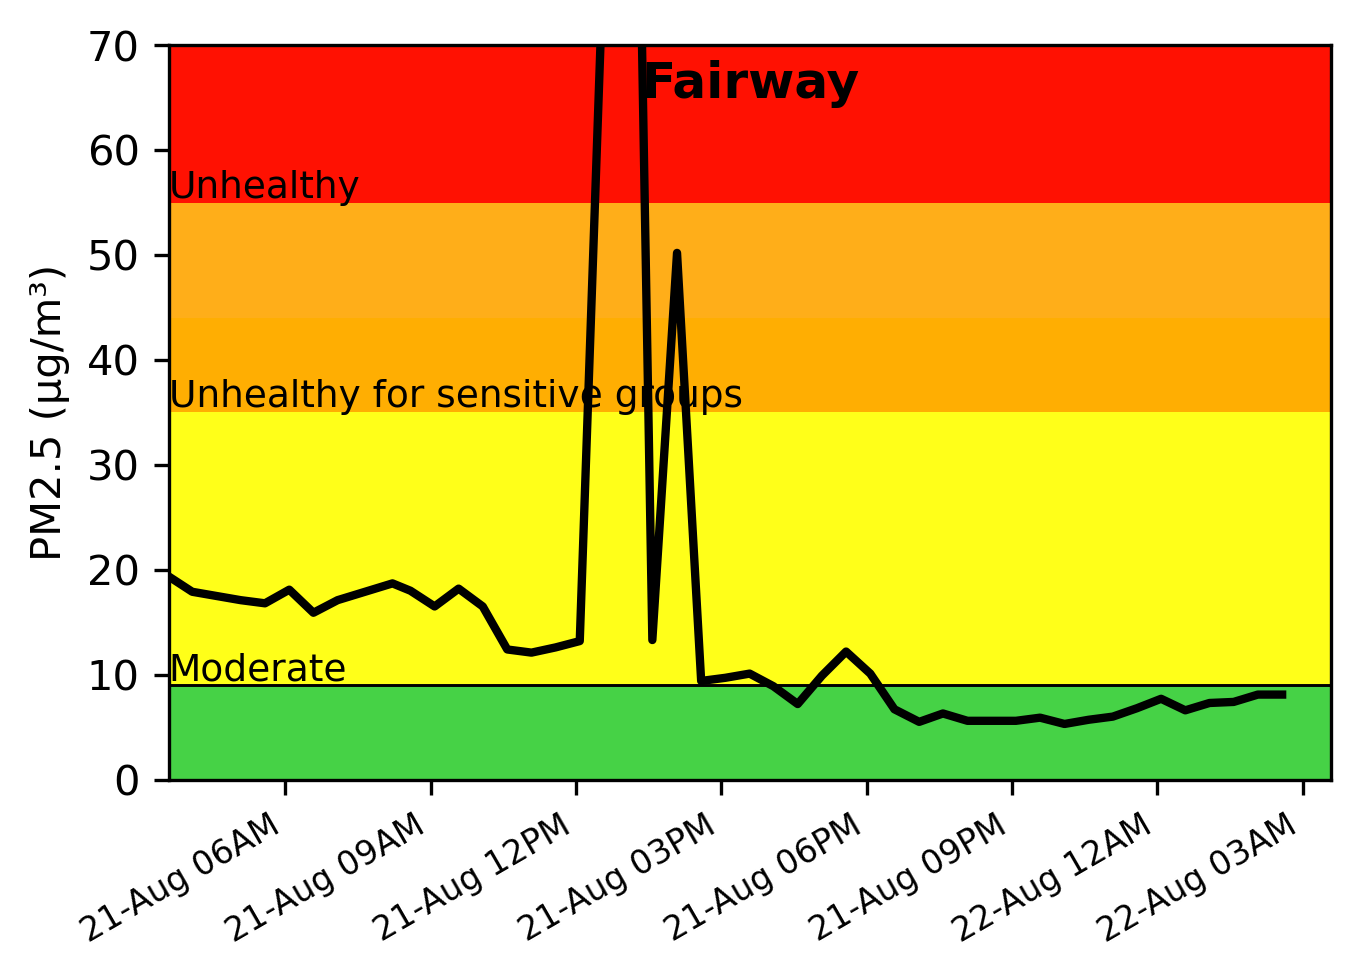 70
Fairway
60
Unhealthy
50
40
Unhealthy for sensitive groups
30
20
10
Moderate
0
PM2.5 (µg/m³)
21-Aug 06AM
21-Aug 09AM
21-Aug 12PM
21-Aug 03PM
21-Aug 06PM
21-Aug 09PM
22-Aug 12AM
22-Aug 03AM